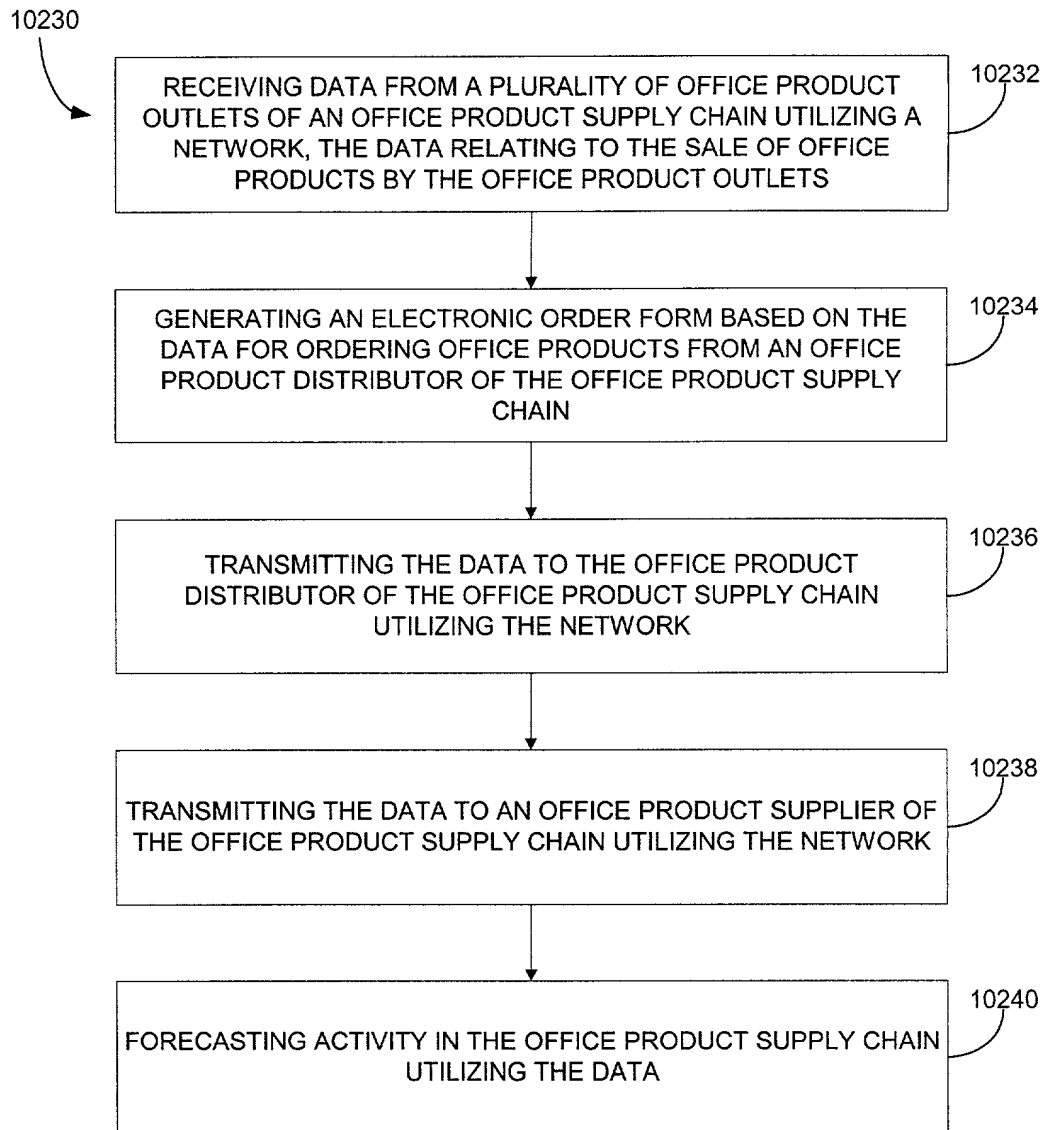 10230
10232
RECEIVING DATA FROM A PLURALITY OF OFFICE PRODUCT
OUTLETS OF AN OFFICE PRODUCT SUPPLY CHAIN UTILIZING A
NETWORK, THE DATA RELATING TO THE SALE OF OFFICE
PRODUCTS BY THE OFFICE PRODUCT OUTLETS
10234
GENERATING AN ELECTRONIC ORDER FORM BASED ON THE
DATA FOR ORDERING OFFICE PRODUCTS FROM AN OFFICE
PRODUCT DISTRIBUTOR OF THE OFFICE PRODUCT SUPPLY
CHAIN
10236
TRANSMITTING THE DATA TO THE OFFICE PRODUCT
DISTRIBUTOR OF THE OFFICE PRODUCT SUPPLY CHAIN
UTILIZING THE NETWORK
10238
TRANSMITTING THE DATA TO AN OFFICE PRODUCT SUPPLIER OF
THE OFFICE PRODUCT SUPPLY CHAIN UTILIZING THE NETWORK
10240
FORECASTING ACTIVITY IN THE OFFICE PRODUCT SUPPLY CHAIN
UTILIZING THE DATA